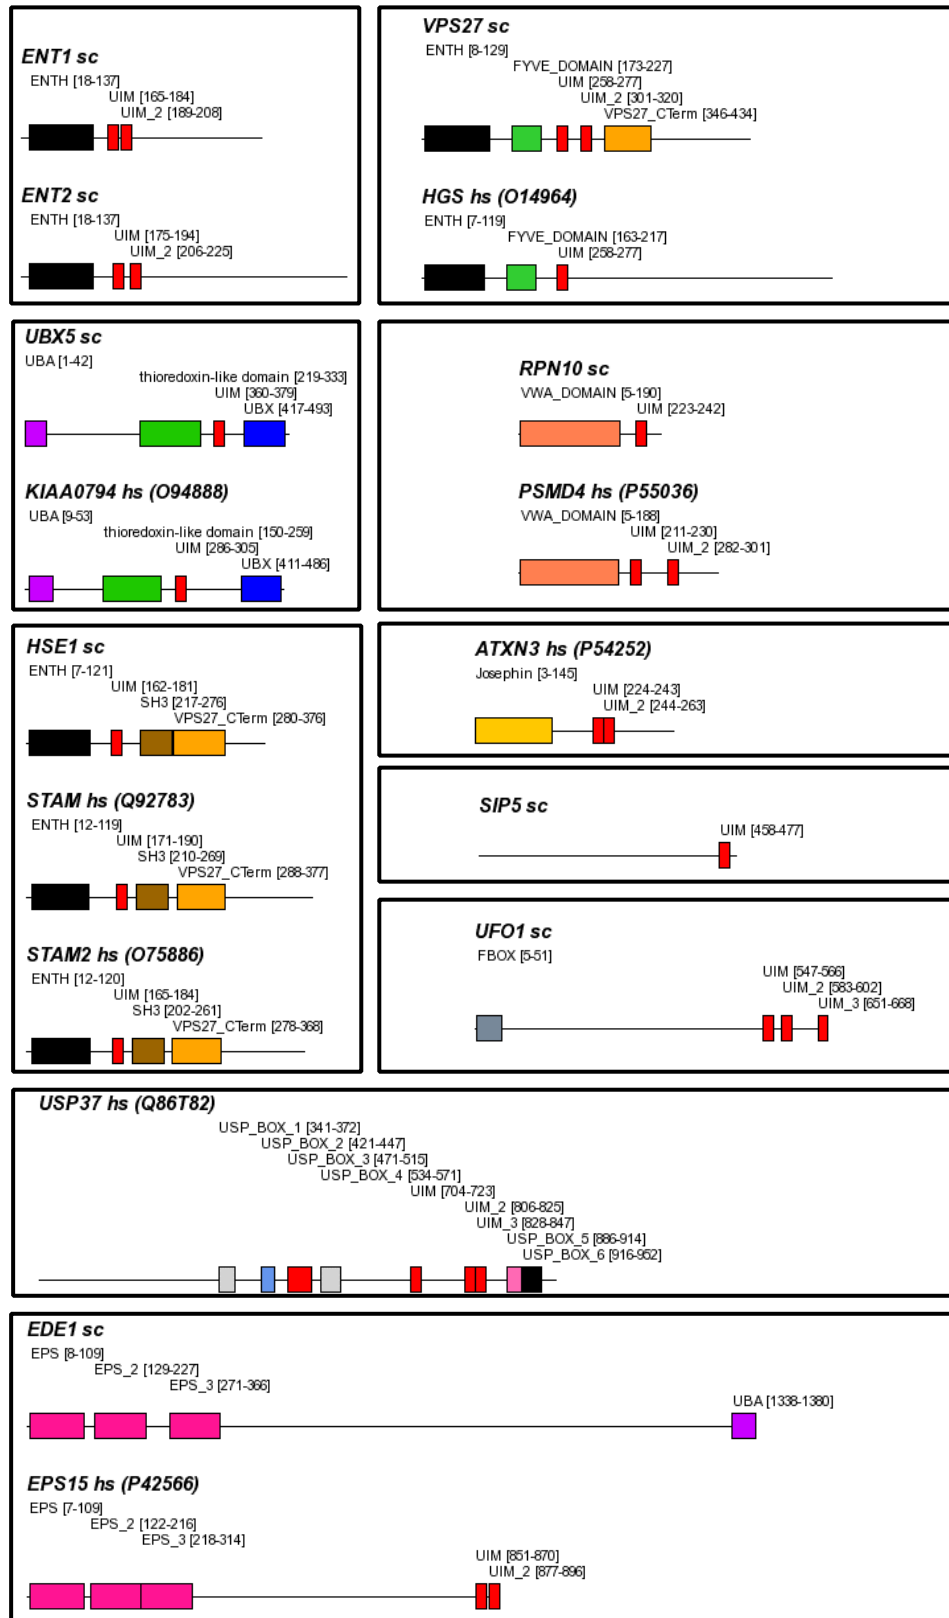 ENT1 sc
ENTH [18-137]
UIM [165-184]
UIM_2 [189-208]
ENT2 sc
ENTH [18-137]
UIM [175-194]
UIM_2 [206-225]
VPS27 sc
ENTH [8-129]
FYVE_DOMAIN [173-227]
UIM [258-277]
UIM_2 [301-320]
VPS27_CTerm [346-434]
HGS hs (O14964)
ENTH [7-119]
FYVE_DOMAIN [163-217]
UIM [258-277]
UBX5 sc
UBA [1-42]
thioredoxin-like domain [219-333]
UIM [360-379]
UBX [417-493]
KIAA0794 hs (O94888)
UBA [9-53]
thioredoxin-like domain [150-259]
UIM [286-305]
UBX [411-486]
RPN10 sc
VWA_DOMAIN [5-190]
UIM [223-242]
PSMD4 hs (P55036)
VWA_DOMAIN [5-188]
UIM [211-230]
UIM_2 [282-301]
HSE1 sc
ENTH [7-121]
UIM [162-181]
SH3 [217-276]
VPS27_CTerm [280-376]
STAM hs (Q92783)
ENTH [12-119]
UIM [171-190]
SH3 [210-269]
VPS27_CTerm [288-377]
STAM2 hs (O75886)
ENTH [12-120]
UIM [165-184]
SH3 [202-261]
VPS27_CTerm [278-368]
ATXN3 hs (P54252)
Josephin [3-145]
UIM [224-243]
UIM_2 [244-263]
SIP5 sc
UIM [458-477]
UFO1 sc
FBOX [5-51]
UIM [547-566]
UIM_2 [583-602]
UIM_3 [651-668]
USP37 hs (Q86T82)
USP_BOX_1 [341-372]
USP_BOX_2 [421-447]
USP_BOX_3 [471-515]
USP_BOX_4 [534-571]
UIM [704-723]
UIM_2 [806-825]
UIM_3 [828-847]
USP_BOX_5 [886-914]
USP_BOX_6 [916-952]
EDE1 sc
EPS [8-109]
EPS_2 [129-227]
EPS_3 [271-366]
UBA [1338-1380]
EPS15 hs (P42566)
EPS [7-109]
EPS_2 [122-216]
EPS_3 [218-314]
UIM [851-870]
UIM_2 [877-896]